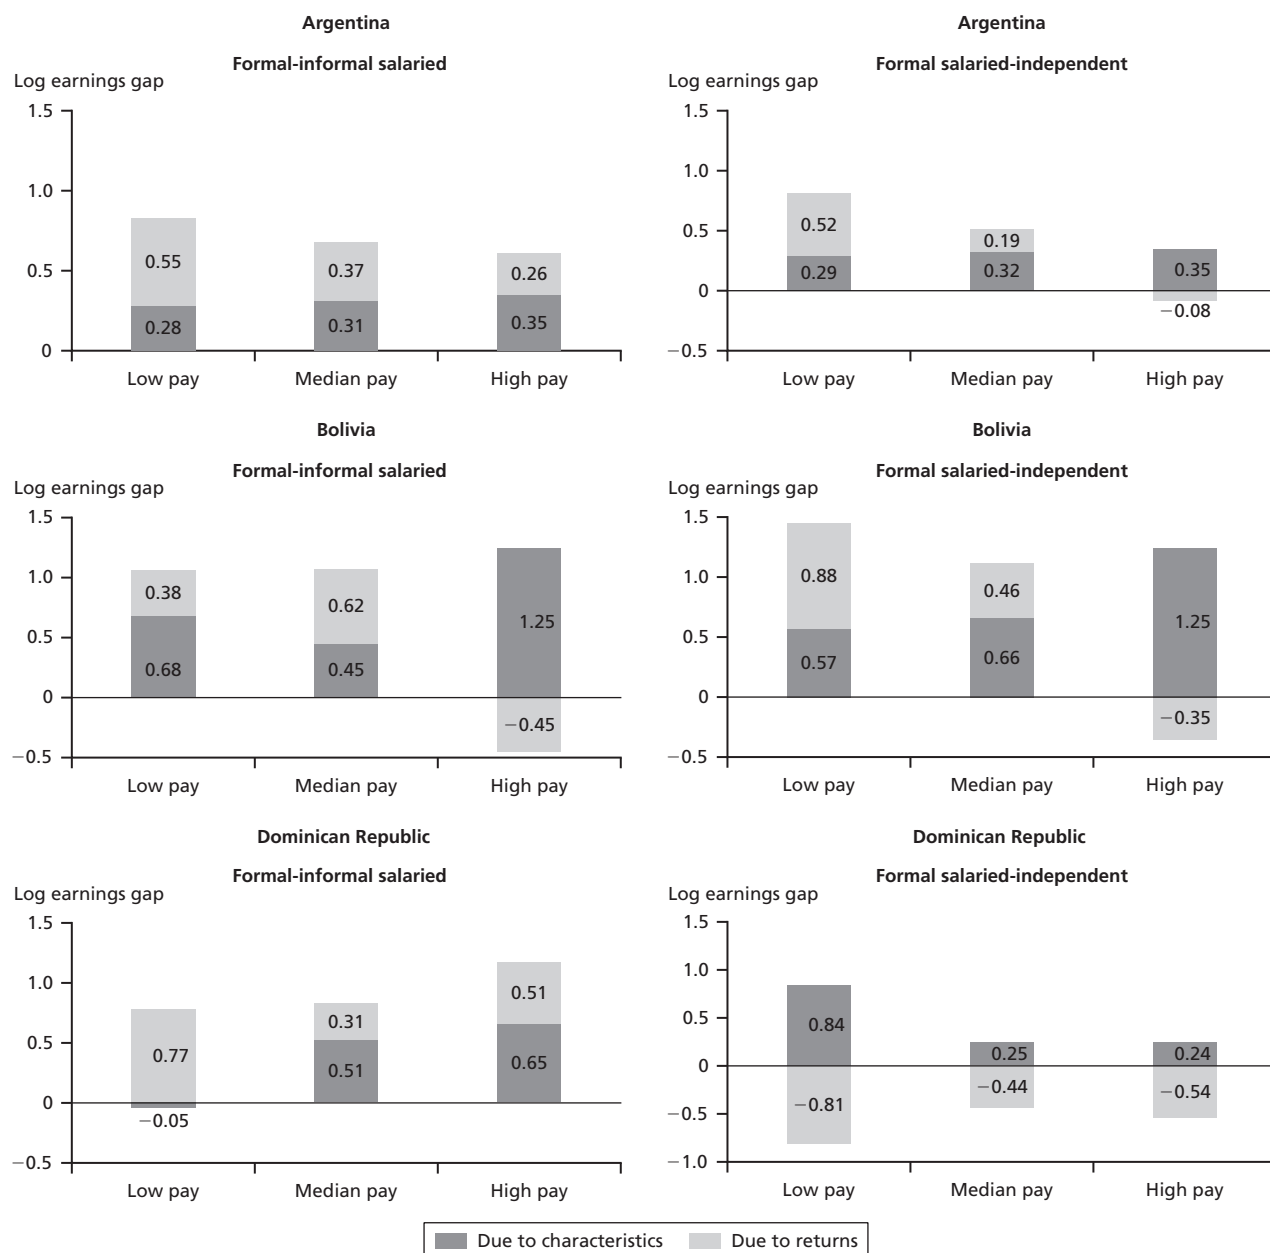 Argentina
Formal-informal salaried
Log earnings gap
1.5
1.0
0.5
0
0.55
0.28
0.37
0.31
0.26
0.35
Low pay Median pay High pay
Argentina
Formal salaried-independent
Log earnings gap
1.5
1.0
0.5
0
−0.5
0.52
0.29
0.19
0.32
0.35
−0.08
Low pay Median pay High pay
Bolivia
Formal-informal salaried
Log earnings gap
1.5
1.0
0.5
0
−0.5
0.38
0.68
0.62
0.45
1.25
−0.45
Low pay Median pay High pay
Bolivia
Formal salaried-independent
Log earnings gap
1.5
1.0
0.5
0
−0.5
0.88
0.57
0.46
0.66
1.25
−0.35
Low pay Median pay High pay
Dominican Republic
Formal-informal salaried
Log earnings gap
1.5
1.0
0.5
0
−0.5
0.77
−0.05
0.31
0.51
0.51
0.65
Low pay Median pay High pay
Dominican Republic
Formal salaried-independent
Log earnings gap
1.5
1.0
0.5
0
−0.5
−1.0
0.84
−0.81
0.25
−0.44
0.24
−0.54
Low pay Median pay High pay
Due to characteristics Due to returns